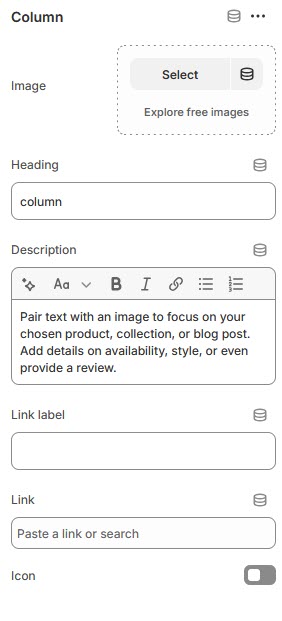 Column
Image
Select
Explore free images
Heading
column
Description
Aa
B I
Pair text with an image to focus on your
chosen product, collection, or blog post.
Add details on availability, style, or even
provide a review.
Link label
Link
Paste a link or search
Icon